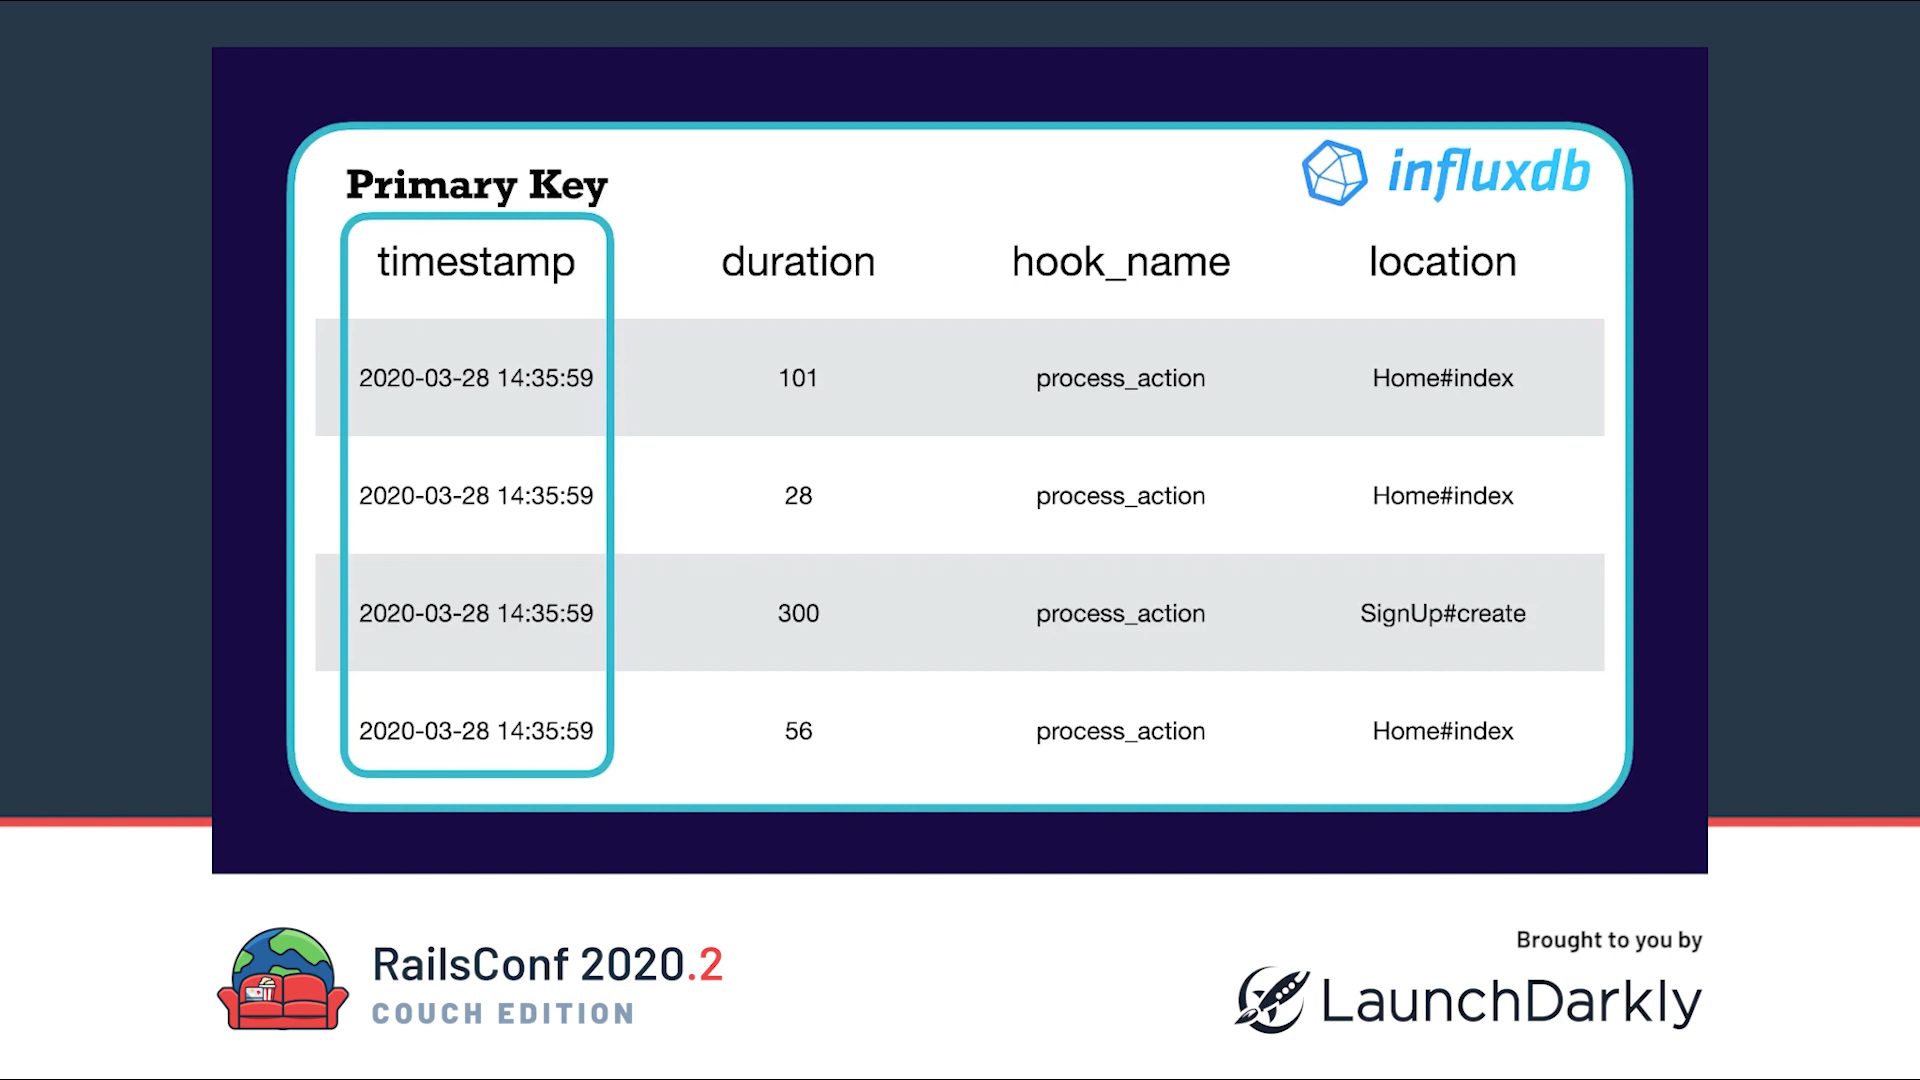 influxdb
Primary Key
timestamp duration hook_name location
2020-03-28 14:35:59 101 process_action Home#index
2020-03-28 14:35:59 28 process_action Home#index
2020-03-28 14:35:59 300 process_action SignUp#create
2020-03-28 14:35:59 56 process_action Home#index
RailsConf 2020.2
COUCH EDITION
Brought to you by
LaunchDarkly